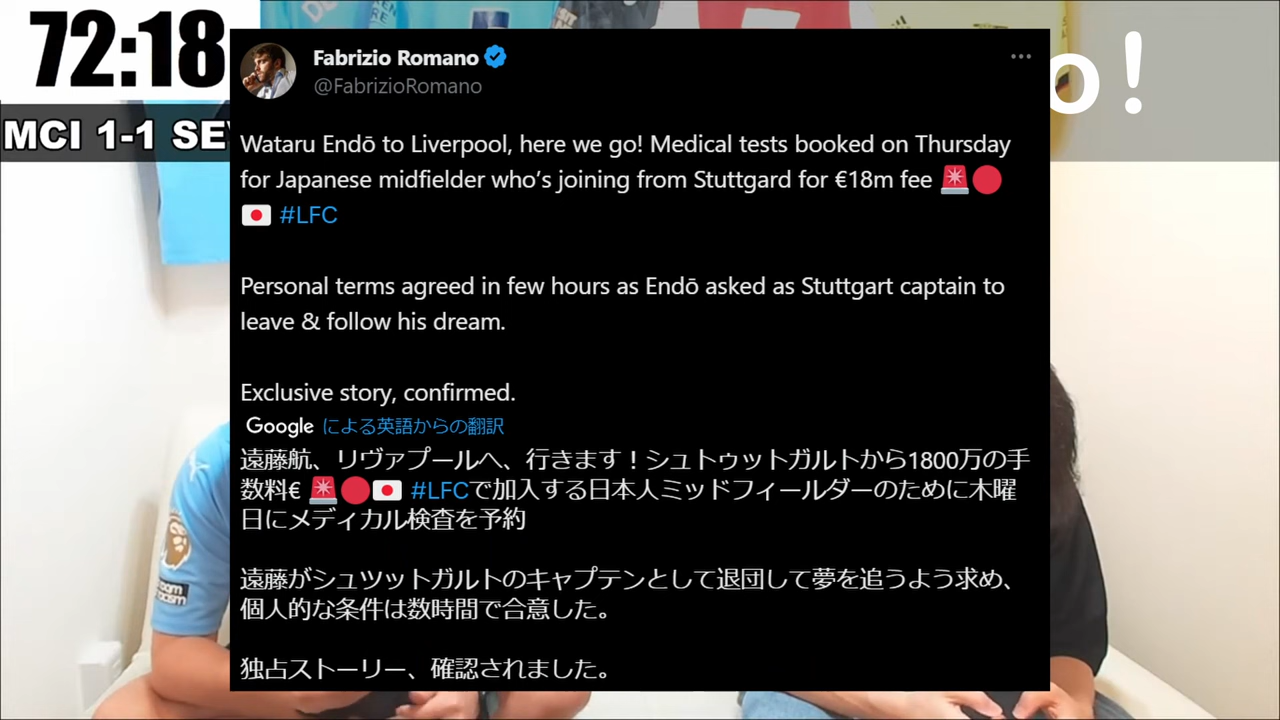 72:18
MCI 1-1 SE
o!
Fabrizio Romano
@FabrizioRomano
Wataru Endō to Liverpool, here we go! Medical tests booked on Thursday
for Japanese midfielder who’s joining from Stuttgard for €18m fee 🚨🔴
🇯🇵 #LFC
Personal terms agreed in few hours as Endō asked as Stuttgart captain to
leave & follow his dream.
Exclusive story, confirmed.
Google による英語からの翻訳
遠藤航、リヴァプールへ、行きます！シュトゥットガルトから1800万の手
数料€ 🚨🔴🇯🇵 #LFCで加入する日本人ミッドフィールダーのために木曜
日にメディカル検査を予約
遠藤がシュツットガルトのキャプテンとして退団して夢を追うよう求め、
個人的な条件は数時間で合意した。
独占ストーリー、確認されました。